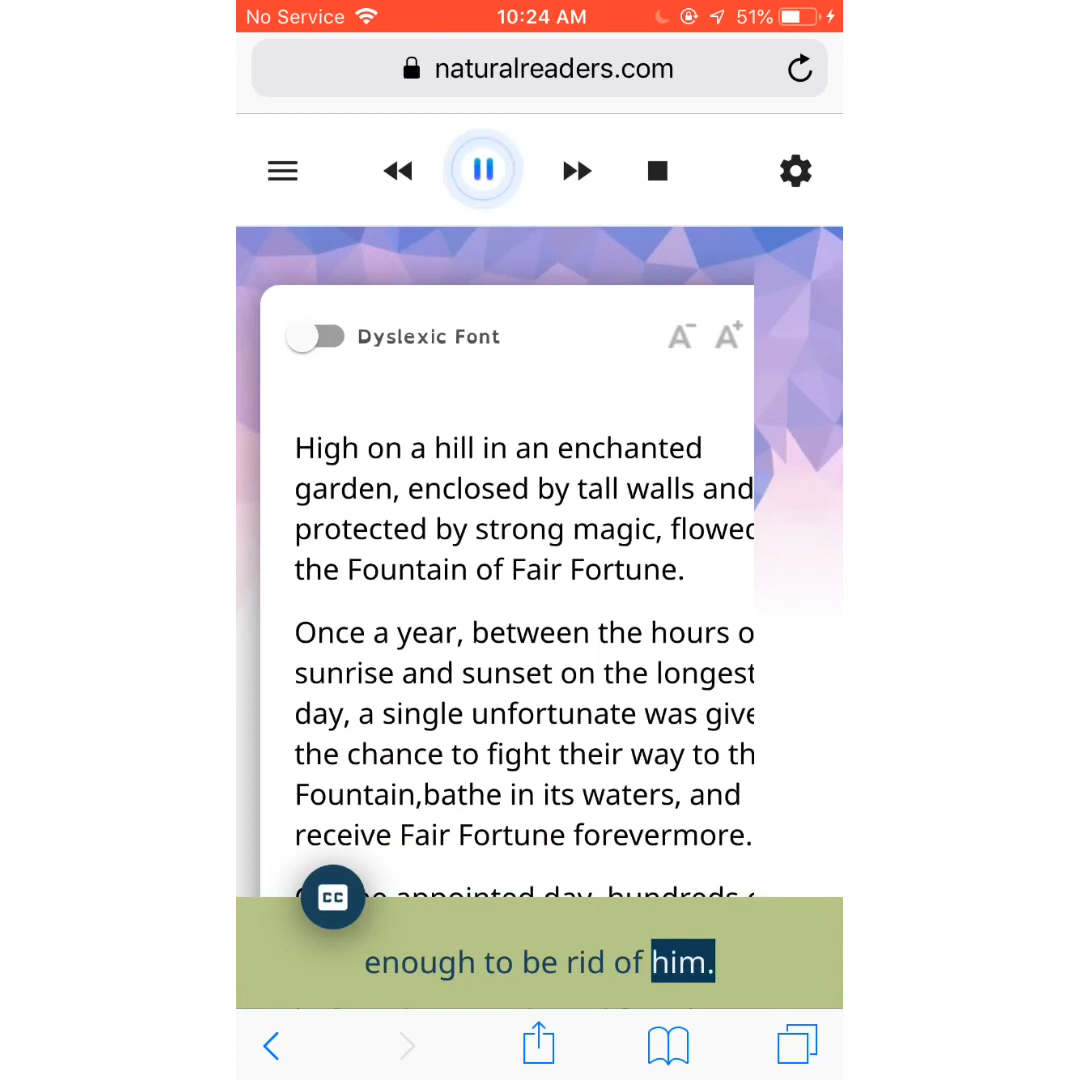 No Service 10:24 AM 51%
naturalreaders.com
Dyslexic Font A- A+
High on a hill in an enchanted
garden, enclosed by tall walls and
protected by strong magic, flowed
the Fountain of Fair Fortune.
Once a year, between the hours o
sunrise and sunset on the longest
day, a single unfortunate was give
the chance to fight their way to th
Fountain,bathe in its waters, and
receive Fair Fortune forevermore.
appointed day, hundreds
CC
enough to be rid of him.